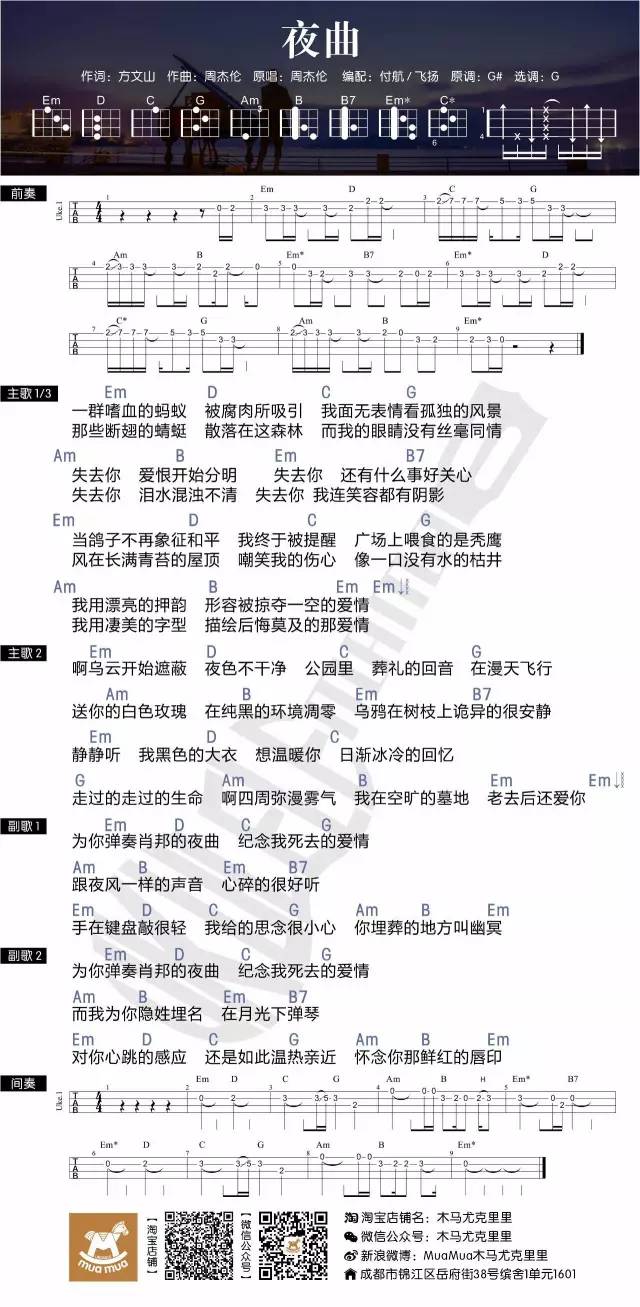 夜曲
作词：方文山 作曲：周杰伦 原唱：周杰伦 编配：付航/飞扬 原调：G# 选调：G
Em D C G Am B B7 Em* C*
前奏
Em D C G
Am B Em* B7 Em* D
C* G Am B Em*
主歌1/3
Em D C G
一群嗜血的蚂蚁 被腐肉所吸引 我面无表情看孤独的风景
那些断翅的蜻蜓 散落在这森林 而我的眼睛没有丝毫同情
Am B Em B7
失去你 爱恨开始分明 失去你 还有什么事好关心
失去你 泪水混浊不清 失去你 我连笑容都有阴影
Em D C G
当鸽子不再象征和平 我终于被提醒 广场上喂食的是秃鹰
风在长满青苔的屋顶 嘲笑我的伤心 像一口没有水的枯井
Am B Em Em
我用漂亮的押韵 形容被掠夺一空的爱情
我用凄美的字型 描绘后悔莫及的那爱情
主歌2
Em D C G
啊乌云开始遮蔽 夜色不干净 公园里 葬礼的回音 在漫天飞行
Am B Em B7
送你的白色玫瑰 在纯黑的环境凋零 乌鸦在树枝上诡异的很安静
Em D C
静静听 我黑色的大衣 想温暖你 日渐冰冷的回忆
G Am B Em Em
走过的走过的生命 啊四周弥漫雾气 我在空旷的墓地 老去后还爱你
副歌1
Em D C G
为你弹奏肖邦的夜曲 纪念我死去的爱情
Am B Em B7
跟夜风一样的声音 心碎的很好听
Em D C G Am B Em
手在键盘敲很轻 我给的思念很小心 你埋葬的地方叫幽冥
副歌2
Em D C G
为你弹奏肖邦的夜曲 纪念我死去的爱情
Am B Em B7
而我为你隐姓埋名 在月光下弹琴
Em D C G Am B Em
对你心跳的感应 还是如此温热亲近 怀念你那鲜红的唇印
间奏
Em D C G Am B H Em* B7
Em* D C G Am B Em*
mua mua
【淘宝店铺】
【微信公众号】
淘宝店铺名：木马尤克里里
微信公众号：木马尤克里里
新浪微博：MuaMua木马尤克里里
成都市锦江区岳府街38号缤舍1单元1601